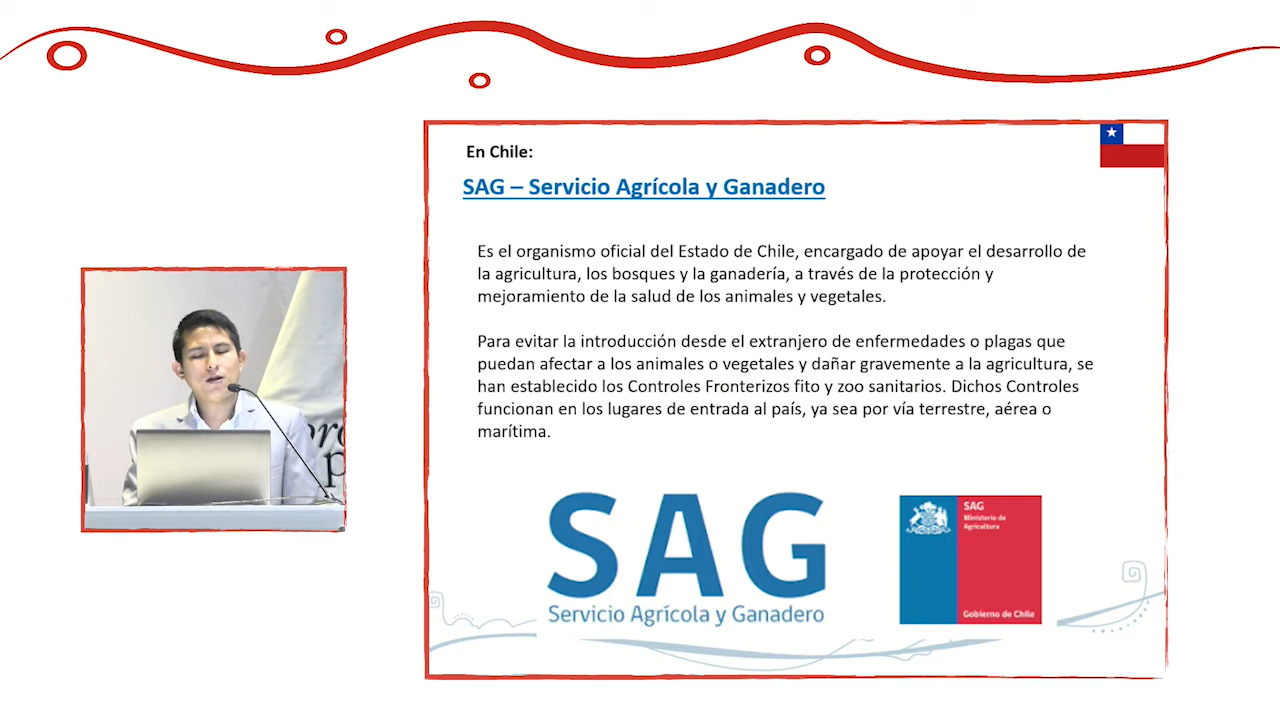 En Chile:
SAG – Servicio Agrícola y Ganadero
Es el organismo oficial del Estado de Chile, encargado de apoyar el desarrollo de
la agricultura, los bosques y la ganadería, a través de la protección y
mejoramiento de la salud de los animales y vegetales.
Para evitar la introducción desde el extranjero de enfermedades o plagas que
puedan afectar a los animales o vegetales y dañar gravemente a la agricultura, se
han establecido los Controles Fronterizos fito y zoo sanitarios. Dichos Controles
funcionan en los lugares de entrada al país, ya sea por vía terrestre, aérea o
marítima.
SAG
Servicio Agrícola y Ganadero
SAG
Ministerio de
Agricultura
Gobierno de Chile